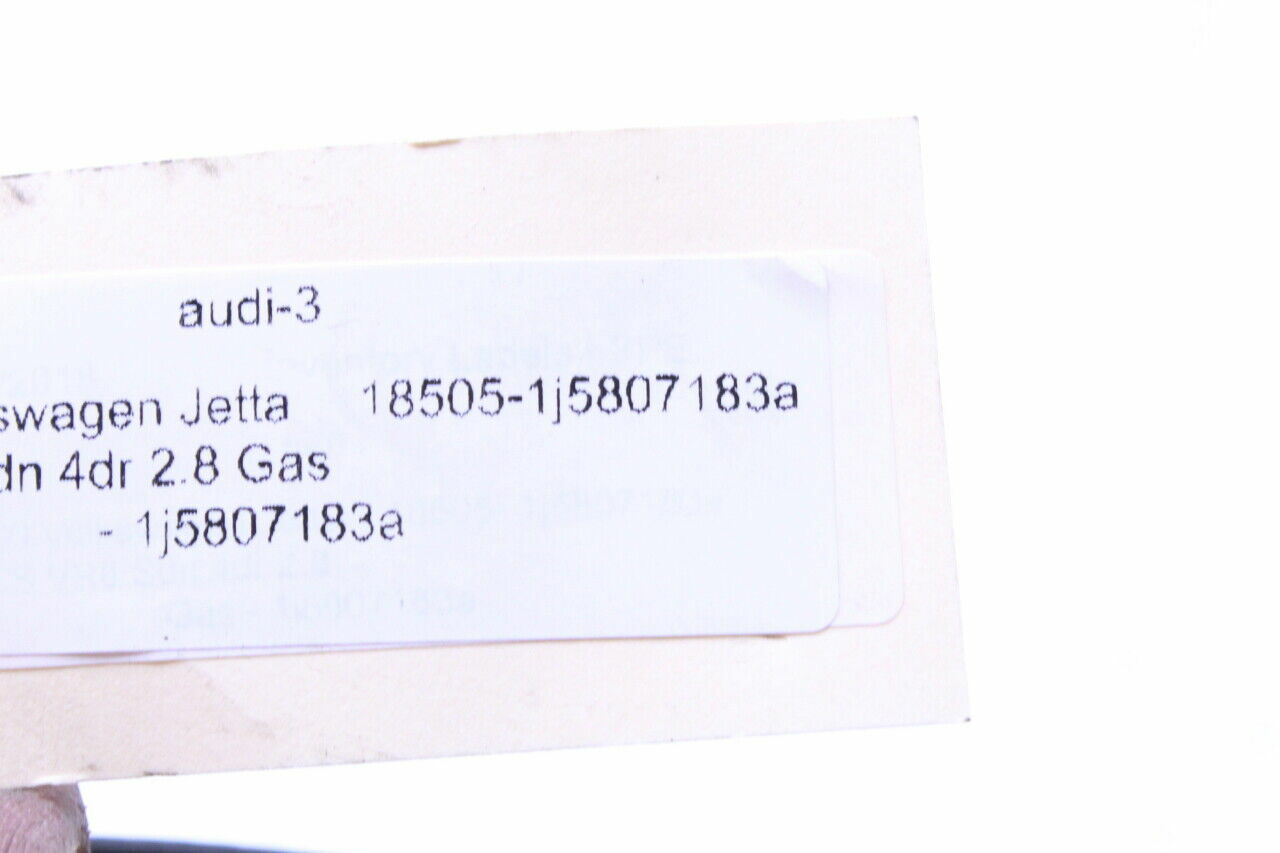 audi-3
swagen Jetta 18505-1j5807183a
dn 4dr 2.8 Gas
- 1j5807183a